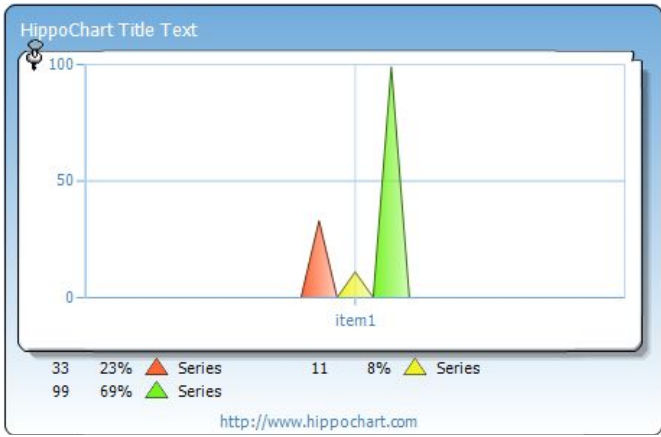 HippoChart Title Text
100
50
0
item1
33 23% Series 11 8% Series
99 69% Series
http://www.hippochart.com